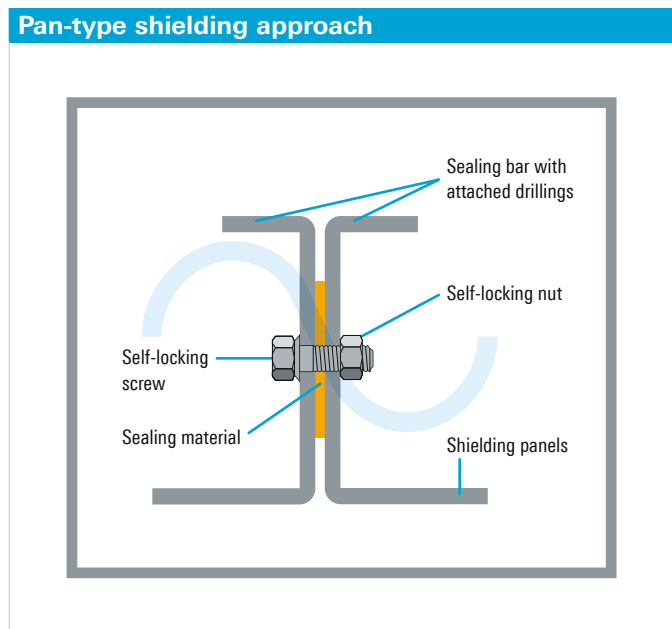 Pan-type shielding approach
Sealing bar with
attached drillings
Self-locking nut
Self-locking
screw
Sealing material
Shielding panels